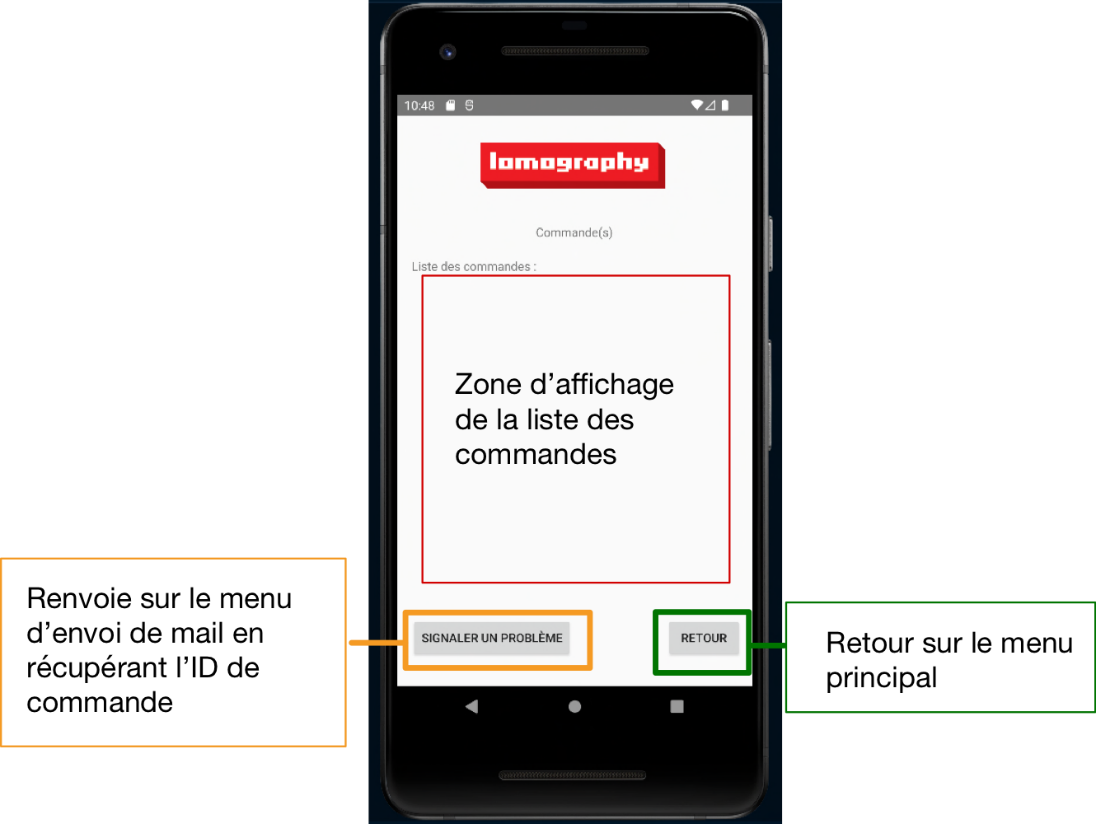 10:48
lomography
Commande(s)
Liste des commandes :
Zone d’affichage
de la liste des
commandes
Renvoie sur le menu
d’envoi de mail en
récupérant l’ID de
commande
SIGNALER UN PROBLÈME
RETOUR
Retour sur le menu
principal